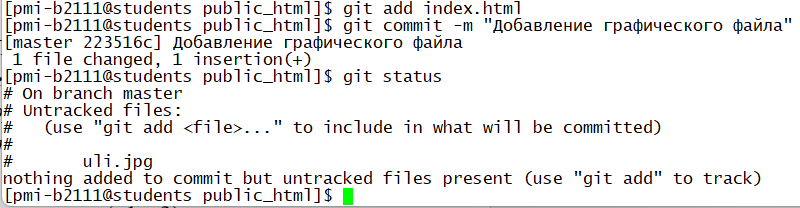 [pmi-b2111@students public_html]$ git add index.html
[pmi-b2111@students public_html]$ git commit -m "Добавление графического файла"
[master 223516c] Добавление графического файла
 1 file changed, 1 insertion(+)
[pmi-b2111@students public_html]$ git status
# On branch master
# Untracked files:
#   (use "git add <file>..." to include in what will be committed)
#
#       uli.jpg
nothing added to commit but untracked files present (use "git add" to track)
[pmi-b2111@students public_html]$